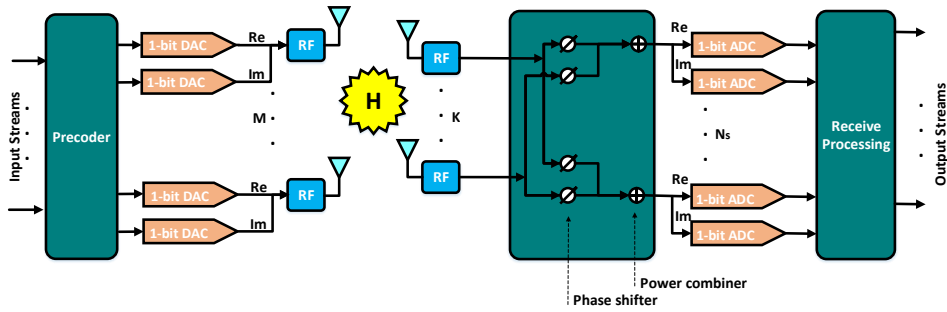 Input Streams
Precoder
1-bit DAC
Re
1-bit DAC
Im
RF
M
1-bit DAC
Re
1-bit DAC
Im
RF
H
RF
K
RF
Phase shifter
Power combiner
Re
1-bit ADC
Im
1-bit ADC
Ns
Re
1-bit ADC
Im
1-bit ADC
Receive
Processing
Output Streams